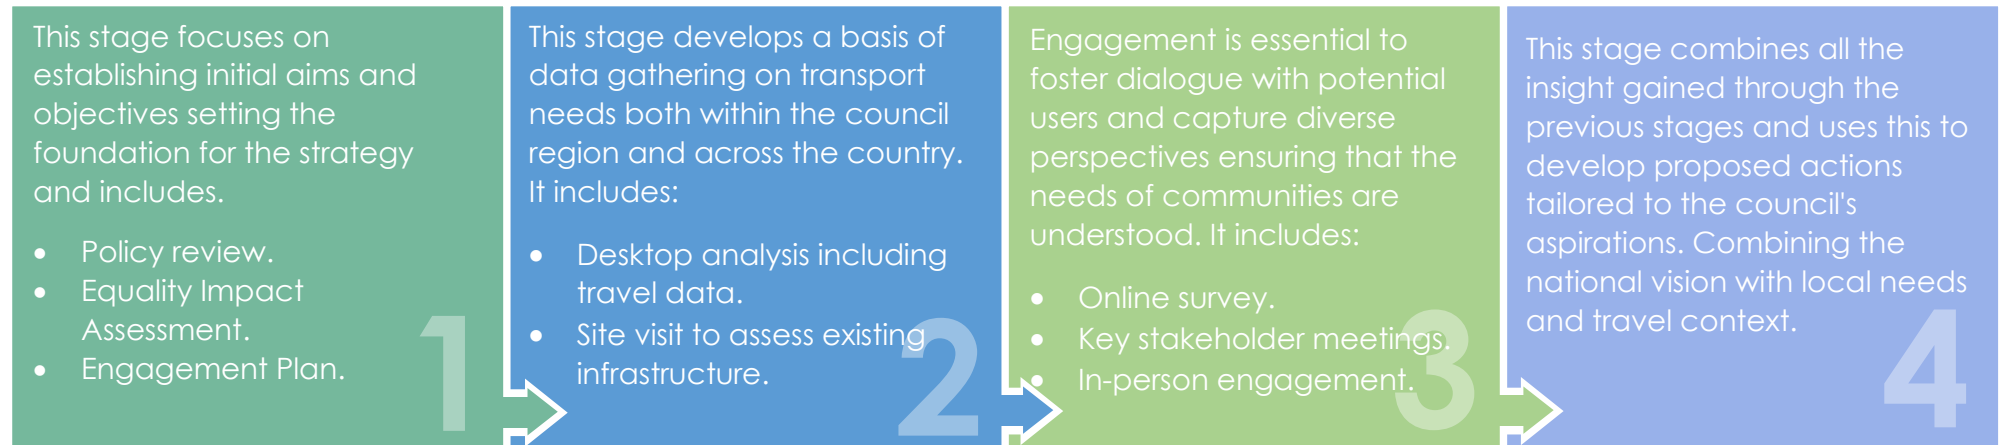 This stage focuses on
establishing initial aims and
objectives setting the
foundation for the strategy
and includes.
• Policy review.
• Equality Impact
Assessment.
• Engagement Plan.
1
This stage develops a basis of
data gathering on transport
needs both within the council
region and across the country.
It includes:
• Desktop analysis including
travel data.
• Site visit to assess existing
infrastructure.
2
Engagement is essential to
foster dialogue with potential
users and capture diverse
perspectives ensuring that the
needs of communities are
understood. It includes:
• Online survey.
• Key stakeholder meetings.
• In-person engagement.
3
This stage combines all the
insight gained through the
previous stages and uses this to
develop proposed actions
tailored to the council's
aspirations. Combining the
national vision with local needs
and travel context.
4